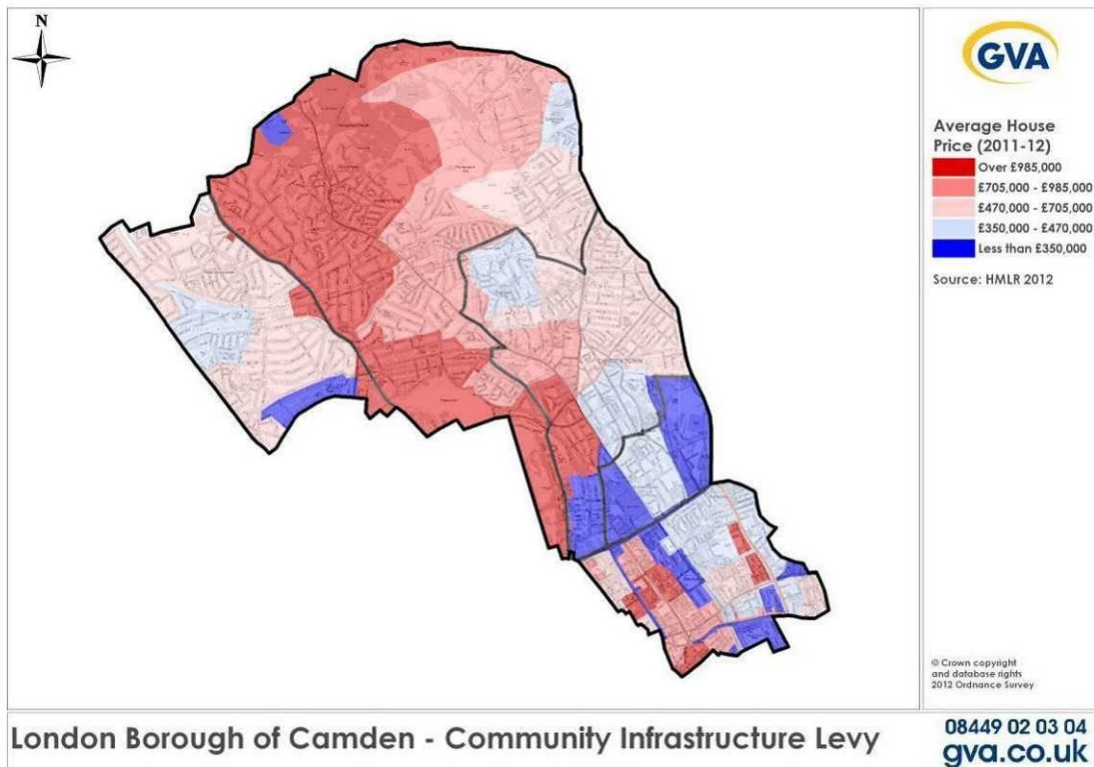 N
GVA
Average House
Price (2011-12)
Over £985,000
£705,000 - £985,000
£470,000 - £705,000
£350,000 - £470,000
Less than £350,000
Source: HMLR 2012
© Crown copyright
and database rights
2012 Ordnance Survey
London Borough of Camden - Community Infrastructure Levy
08449 02 03 04
gva.co.uk